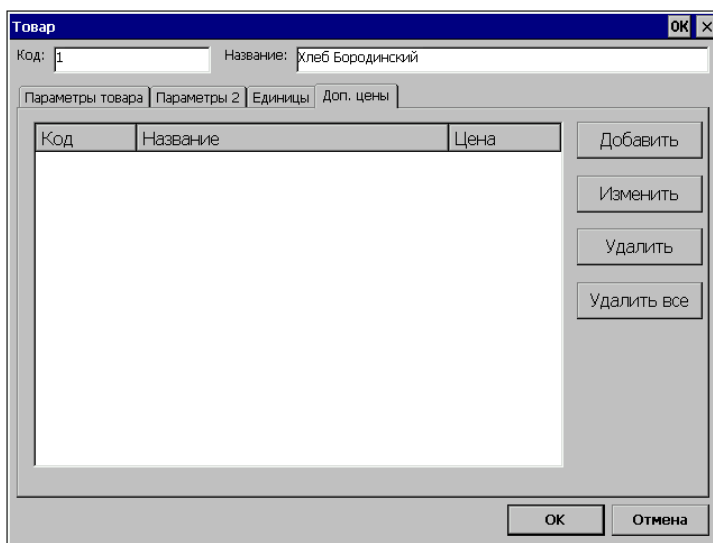 Товар OK ×
Код: 1 Название: Хлеб Бородинский
Параметры товара Параметры 2 Единицы Доп. цены
Код Название Цена
Добавить
Изменить
Удалить
Удалить все
OK Отмена